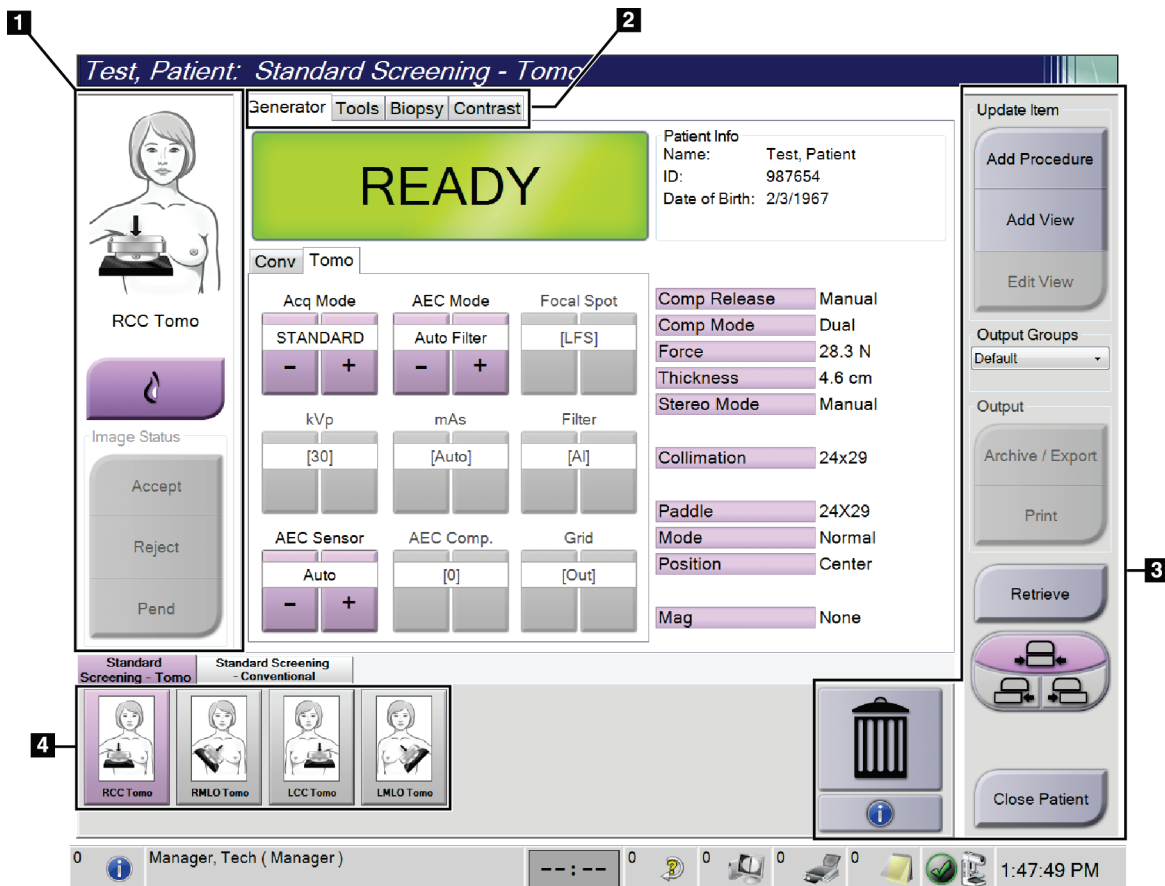 1
2
Test, Patient: Standard Screening - Tomo
Generator Tools Biopsy Contrast
Update Item
READY
Patient Info
Name: Test, Patient
ID: 987654
Date of Birth: 2/3/1967
Add Procedure
Add View
Edit View
RCC Tomo
Conv Tomo
Acq Mode AEC Mode Focal Spot
STANDARD Auto Filter [LFS]
- + - +
kVp mAs Filter
[30] [Auto] [Al]
AEC Sensor AEC Comp. Grid
Auto [0] [Out]
- +
Comp Release Manual
Comp Mode Dual
Force 28.3 N
Thickness 4.6 cm
Stereo Mode Manual
Collimation 24x29
Paddle 24X29
Mode Normal
Position Center
Mag None
Image Status
Accept
Reject
Pend
Output Groups
Default
Output
Archive / Export
Print
3
Retrieve
Close Patient
Standard
Screening - Tomo
Standard Screening
- Conventional
4
RCC Tomo RMLO Tomo LCC Tomo LMLO Tomo
i
0 i Manager, Tech ( Manager ) --:-- 0 ? 0 0 0 1:47:49 PM